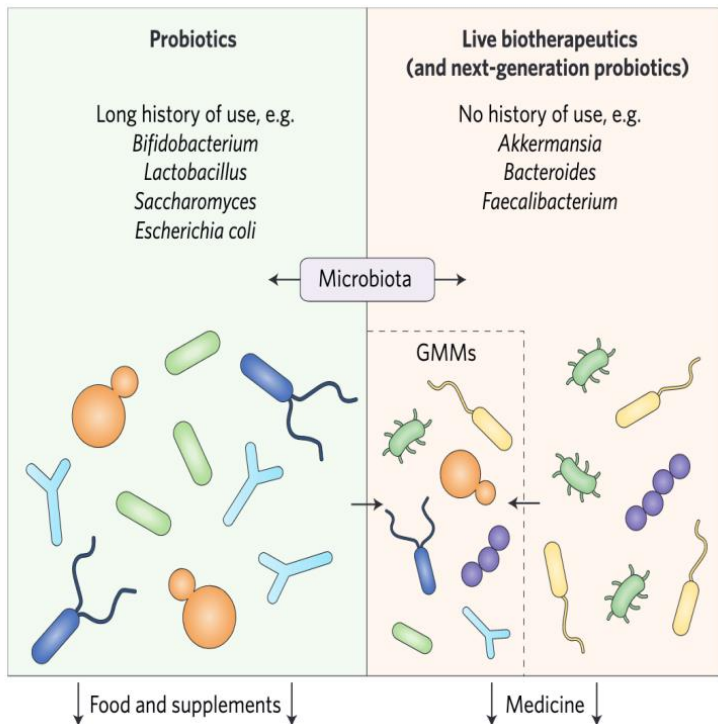 Probiotics
Long history of use, e.g.
Bifidobacterium
Lactobacillus
Saccharomyces
Escherichia coli
Live biotherapeutics
(and next-generation probiotics)
No history of use, e.g.
Akkermansia
Bacteroides
Faecalibacterium
Microbiota
GMMs
Food and supplements
Medicine